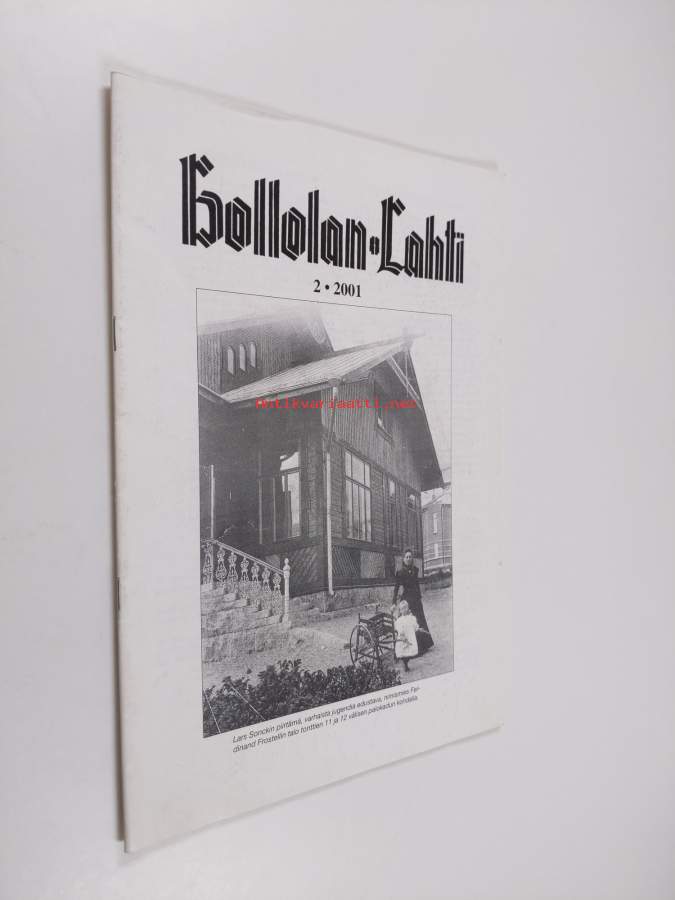 Hollolan-Lahti
2 • 2001
Antikvariaatti.net
Lars Sonckin piirtämä, varhaista jugendia edustava, nimismies Fer-
dinand Frostellin talo tonttien 11 ja 12 välisen palokadun kohdalla.